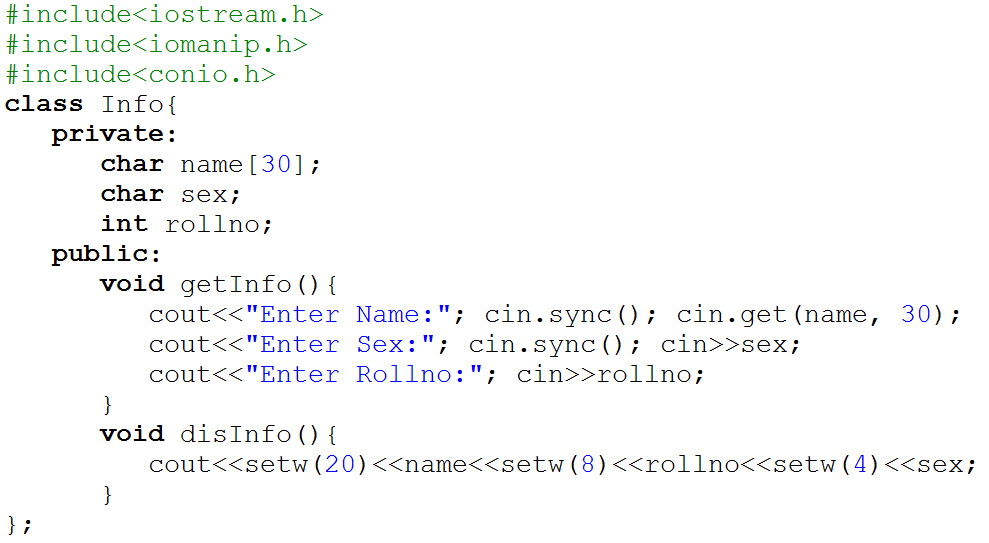 #include<iostream.h>
#include<iomanip.h>
#include<conio.h>
class Info{
   private:
      char name[30];
      char sex;
      int rollno;
   public:
      void getInfo(){
         cout<<"Enter Name:"; cin.sync(); cin.get(name, 30);
         cout<<"Enter Sex:"; cin.sync(); cin>>sex;
         cout<<"Enter Rollno:"; cin>>rollno;
      }
      void disInfo(){
         cout<<setw(20)<<name<<setw(8)<<rollno<<setw(4)<<sex;
      }
};